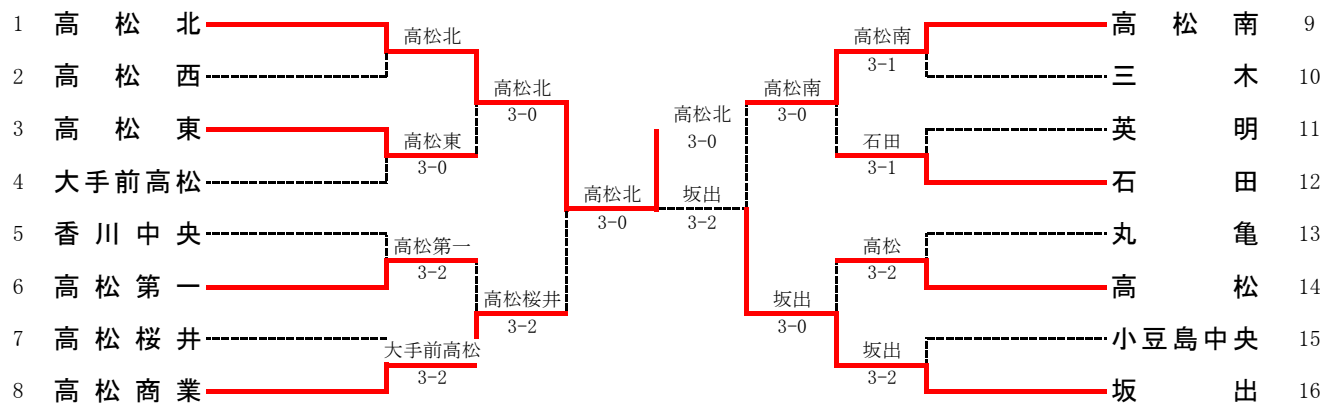 1 高松北
2 高松西
3 高松東
4 大手前高松
5 香川中央
6 高松第一
7 高松桜井
8 高松商業
高松北
高松東
3-0
高松第一
3-2
大手前高松
3-2
高松北
3-0
高松桜井
3-2
高松北
3-0
高松北
3-0
坂出
3-2
高松南
3-0
坂出
3-0
高松南
3-1
石田
3-1
高松
3-2
坂出
3-2
高松南 9
三木 10
英明 11
石田 12
丸亀 13
高松 14
小豆島中央 15
坂出 16